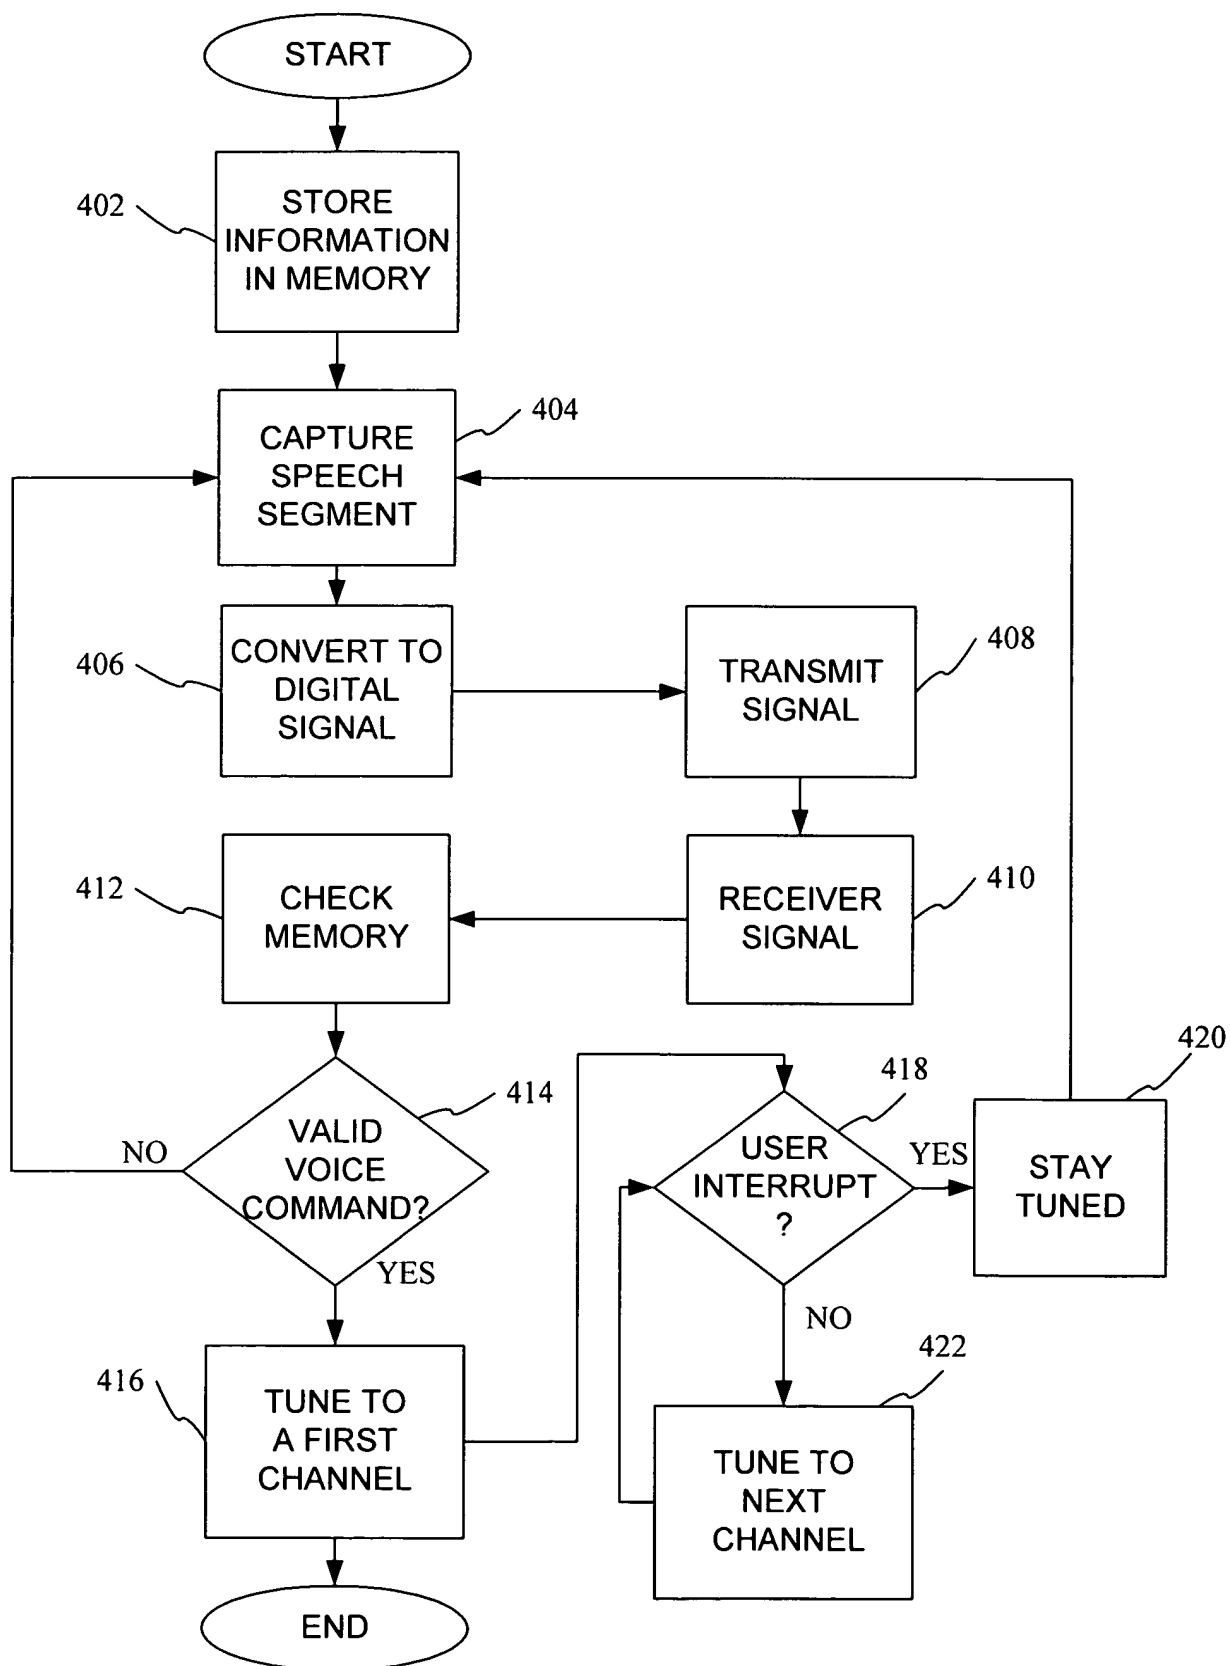 START
402
STORE
INFORMATION
IN MEMORY
404
CAPTURE
SPEECH
SEGMENT
406
CONVERT TO
DIGITAL
SIGNAL
408
TRANSMIT
SIGNAL
412
CHECK
MEMORY
410
RECEIVER
SIGNAL
414
NO
VALID
VOICE
COMMAND?
YES
418
USER
INTERRUPT
?
YES
NO
420
STAY
TUNED
416
TUNE TO
A FIRST
CHANNEL
422
TUNE TO
NEXT
CHANNEL
END